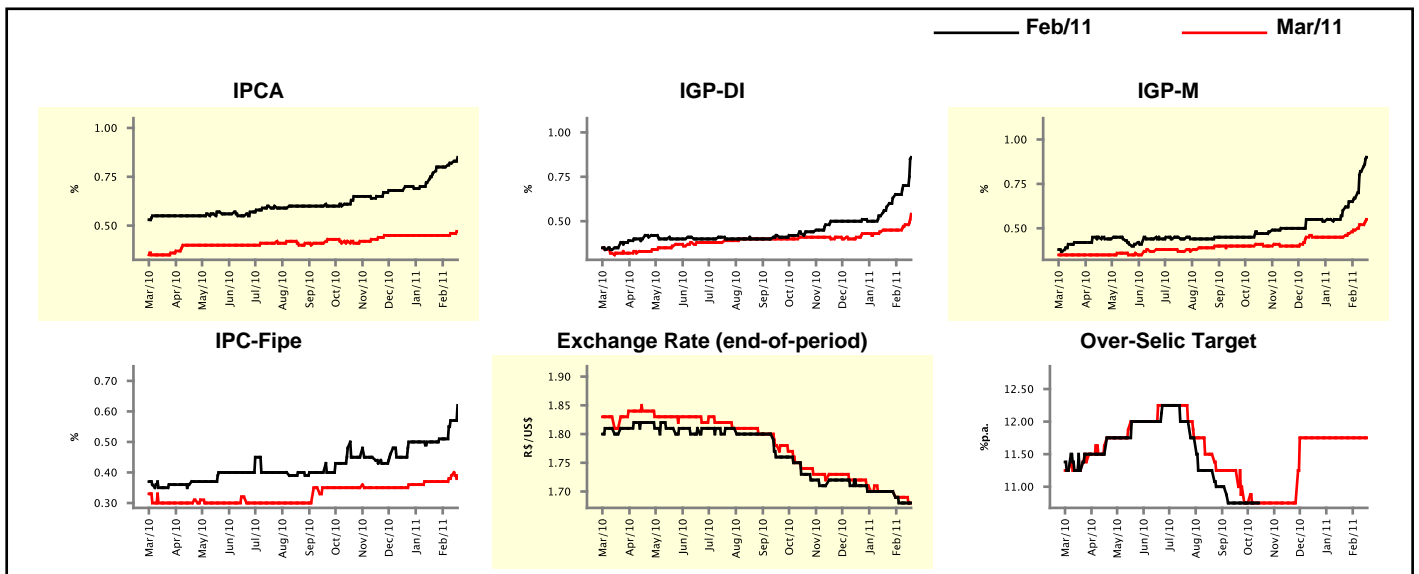 Feb/11 Mar/11
IPCA
%
1.00
0.75
0.50
Mar/10 Apr/10 May/10 Jun/10 Jul/10 Aug/10 Sep/10 Oct/10 Nov/10 Dec/10 Jan/11 Feb/11
IGP-DI
%
1.00
0.75
0.50
Mar/10 Apr/10 May/10 Jun/10 Jul/10 Aug/10 Sep/10 Oct/10 Nov/10 Dec/10 Jan/11 Feb/11
IGP-M
%
1.00
0.75
0.50
Mar/10 Apr/10 May/10 Jun/10 Jul/10 Aug/10 Sep/10 Oct/10 Nov/10 Dec/10 Jan/11 Feb/11
IPC-Fipe
%
0.70
0.60
0.50
0.40
0.30
Mar/10 Apr/10 May/10 Jun/10 Jul/10 Aug/10 Sep/10 Oct/10 Nov/10 Dec/10 Jan/11 Feb/11
Exchange Rate (end-of-period)
R$/US$
1.90
1.85
1.80
1.75
1.70
Mar/10 Apr/10 May/10 Jun/10 Jul/10 Aug/10 Sep/10 Oct/10 Nov/10 Dec/10 Jan/11 Feb/11
Over-Selic Target
%p.a.
12.50
12.00
11.50
11.00
Mar/10 Apr/10 May/10 Jun/10 Jul/10 Aug/10 Sep/10 Oct/10 Nov/10 Dec/10 Jan/11 Feb/11